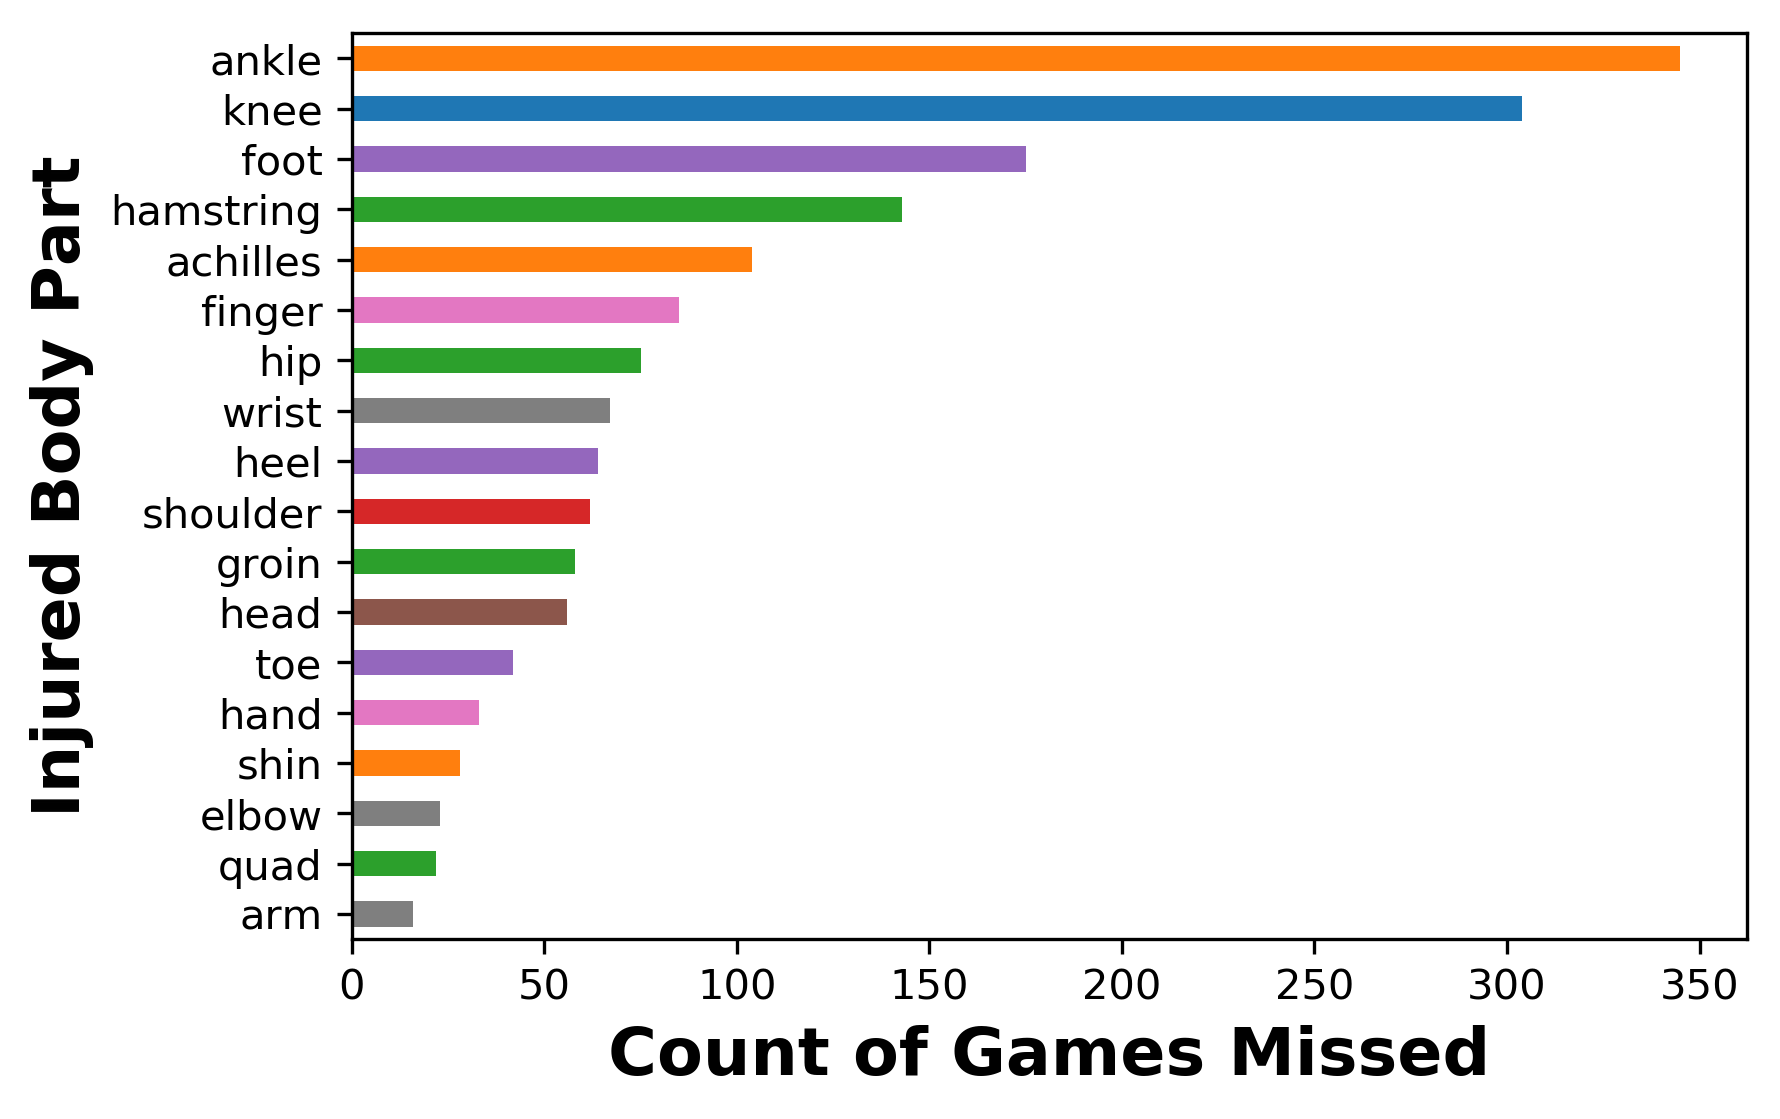 Injured Body Part
ankle
knee
foot
hamstring
achilles
finger
hip
wrist
heel
shoulder
groin
head
toe
hand
shin
elbow
quad
arm
0 50 100 150 200 250 300 350
Count of Games Missed